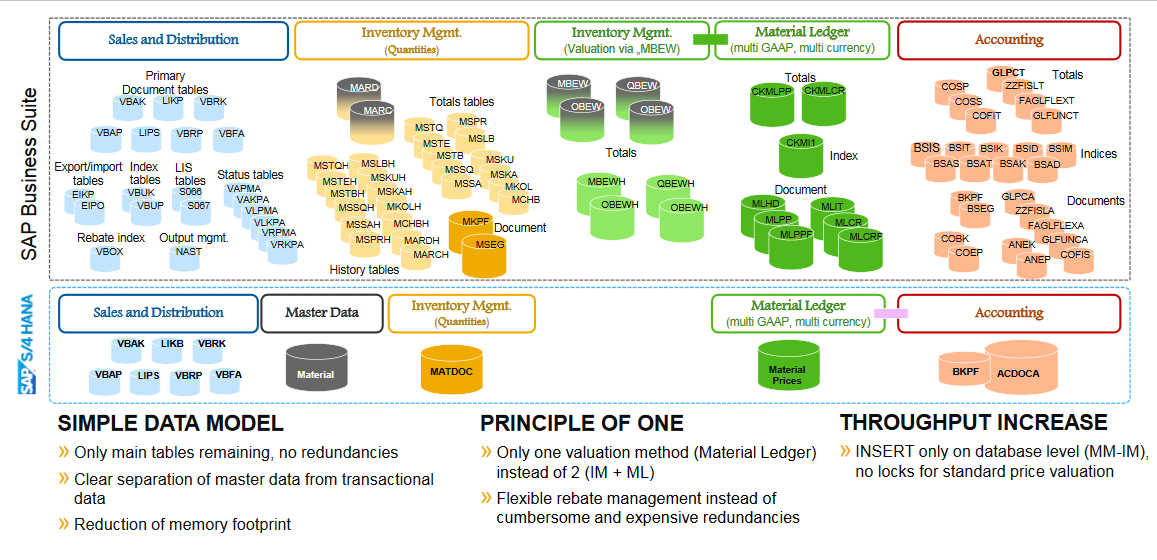 SAP Business Suite
Sales and Distribution
Primary
Document tables
VBAK
LIKP
VBRK
VBAP
LIPS
VBRP
VBFA
Export/import
tables
EIKP
EIPO
Index
tables
VBUK
VBUP
LIS
tables
S066
S067
Status tables
VAPMA
VAKPA
VLPMA
VLKPA
VRPMA
VRKPA
Rebate index
VBOX
Output mgmt.
NAST
Inventory Mgmt.
(Quantities)
MARD
MARC
Totals tables
MSTQ
MSPR
MSTE
MSLB
MSTB
MSKU
MSSQ
MSKA
MSSA
MKOL
MCHB
MSTQH
MSLBH
MSTEH
MSKUH
MSTBH
MSKAH
MSSQH
MKOLH
MSSAH
MCHBH
MSPRH
MARDH
MARCH
History tables
MKPF
Document
MSEG
Inventory Mgmt.
(Valuation via „MBEW)
MBEW
QBEW
OBEW
OBEW
Totals
MBEWH
QBEWH
OBEWH
OBEWH
Material Ledger
(multi GAAP, multi currency)
Totals
CKMLPP
CKMLCR
CKMI1
Index
Document
MLHD
MLIT
MLPP
MLCR
MLPPF
MLCRF
Accounting
GLPCT
Totals
COSP
ZZFISLT
COSS
FAGLFLEXT
COFIT
GLFUNCT
BSIS
BSIT
BSIK
BSID
BSIM
Indices
BSAS
BSAT
BSAK
BSAD
BKPF
GLPCA
Documents
BSEG
ZZFISLA
FAGLFLEXA
COBK
GLFUNCA
COEP
ANEK
COFIS
ANEP
SAP S/4HANA
Sales and Distribution
VBAK
LIKB
VBRK
VBAP
LIPS
VBRP
VBFA
Master Data
Material
Inventory Mgmt.
(Quantities)
MATDOC
Material Ledger
(multi GAAP, multi currency)
Material
Prices
Accounting
BKPF
ACDOCA
SIMPLE DATA MODEL
» Only main tables remaining, no redundancies
» Clear separation of master data from transactional
data
» Reduction of memory footprint
PRINCIPLE OF ONE
» Only one valuation method (Material Ledger)
instead of 2 (IM + ML)
» Flexible rebate management instead of
cumbersome and expensive redundancies
THROUGHPUT INCREASE
» INSERT only on database level (MM-IM),
no locks for standard price valuation